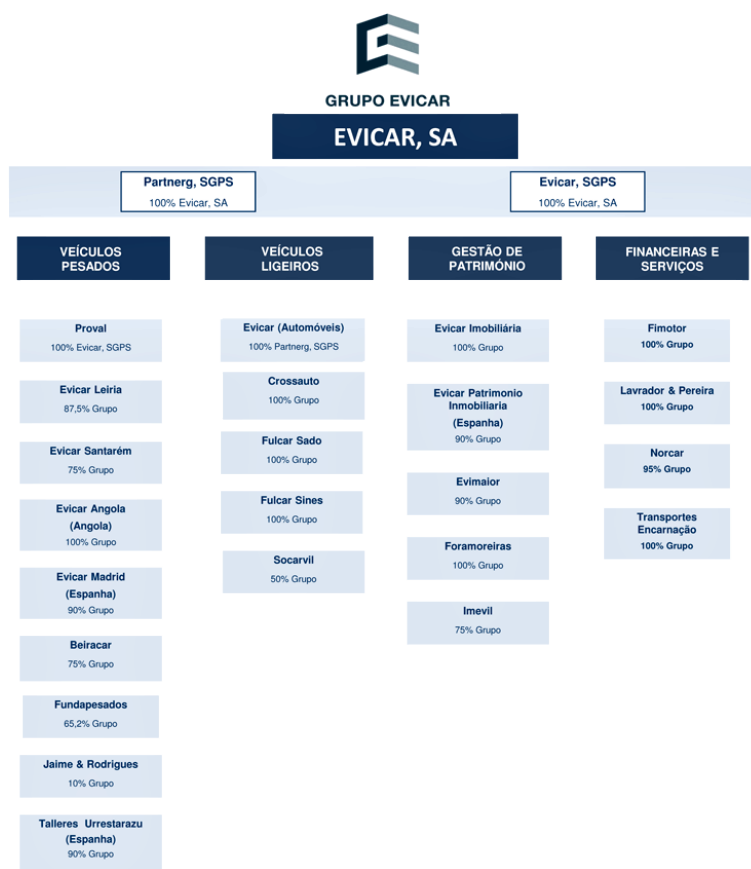 GRUPO EVICAR
EVICAR, SA
Partnerg, SGPS
100% Evicar, SA
Evicar, SGPS
100% Evicar, SA
VEÍCULOS
PESADOS
Proval
100% Evicar, SGPS
Evicar Leiria
87,5% Grupo
Evicar Santarém
75% Grupo
Evicar Angola
(Angola)
100% Grupo
Evicar Madrid
(Espanha)
90% Grupo
Beiracar
75% Grupo
Fundapesados
65,2% Grupo
Jaime & Rodrigues
10% Grupo
Talleres Urrestarazu
(Espanha)
90% Grupo
VEÍCULOS
LIGEIROS
Evicar (Automóveis)
100% Partnerg, SGPS
Crossauto
100% Grupo
Fulcar Sado
100% Grupo
Fulcar Sines
100% Grupo
Socarvil
50% Grupo
GESTÃO DE
PATRIMÓNIO
Evicar Imobiliária
100% Grupo
Evicar Patrimonio
Inmobiliaria
(Espanha)
90% Grupo
Evimaior
90% Grupo
Foramoreiras
100% Grupo
Imevil
75% Grupo
FINANCEIRAS E
SERVIÇOS
Fimotor
100% Grupo
Lavrador & Pereira
100% Grupo
Norcar
95% Grupo
Transportes
Encarnação
100% Grupo